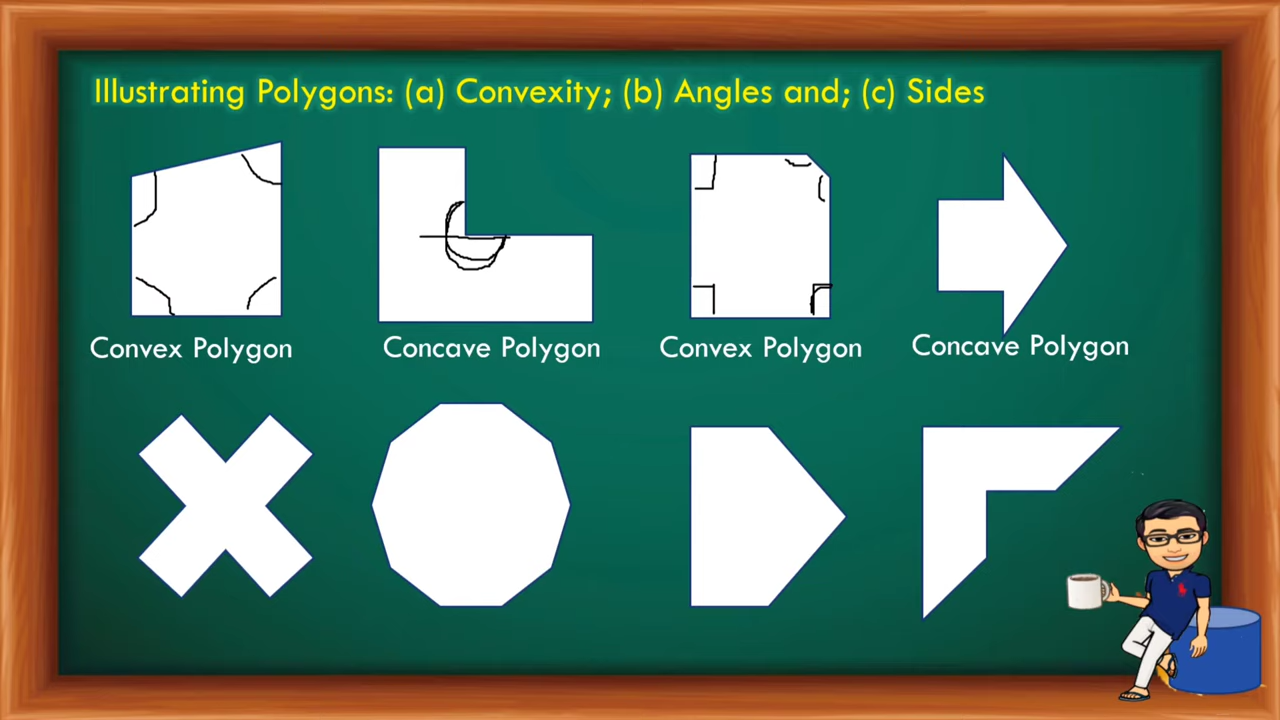 Illustrating Polygons: (a) Convexity; (b) Angles and; (c) Sides
Convex Polygon
Concave Polygon
Convex Polygon
Concave Polygon